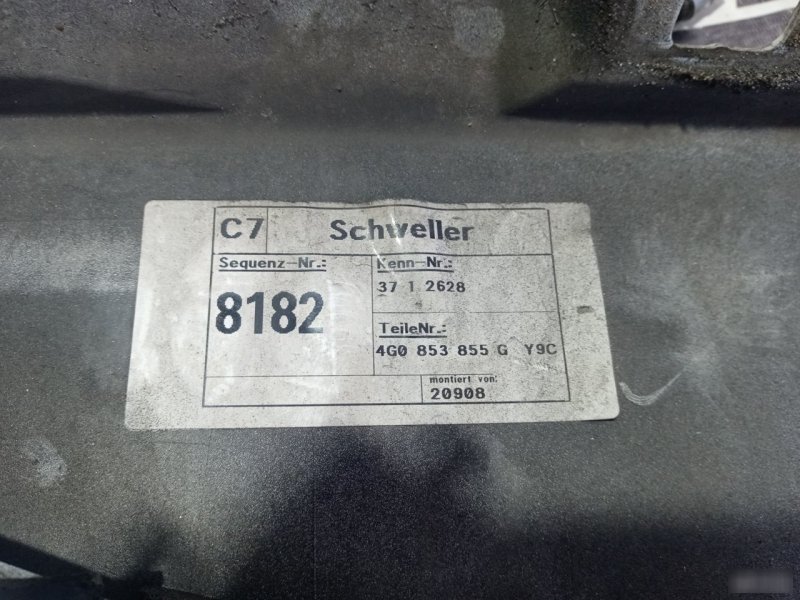 C7 Schweller
Sequenz-Nr.: Kenn-Nr.:
37 1 2628
8182
TeileNr.:
4G0 853 855 G Y9C
montiert von:
20908